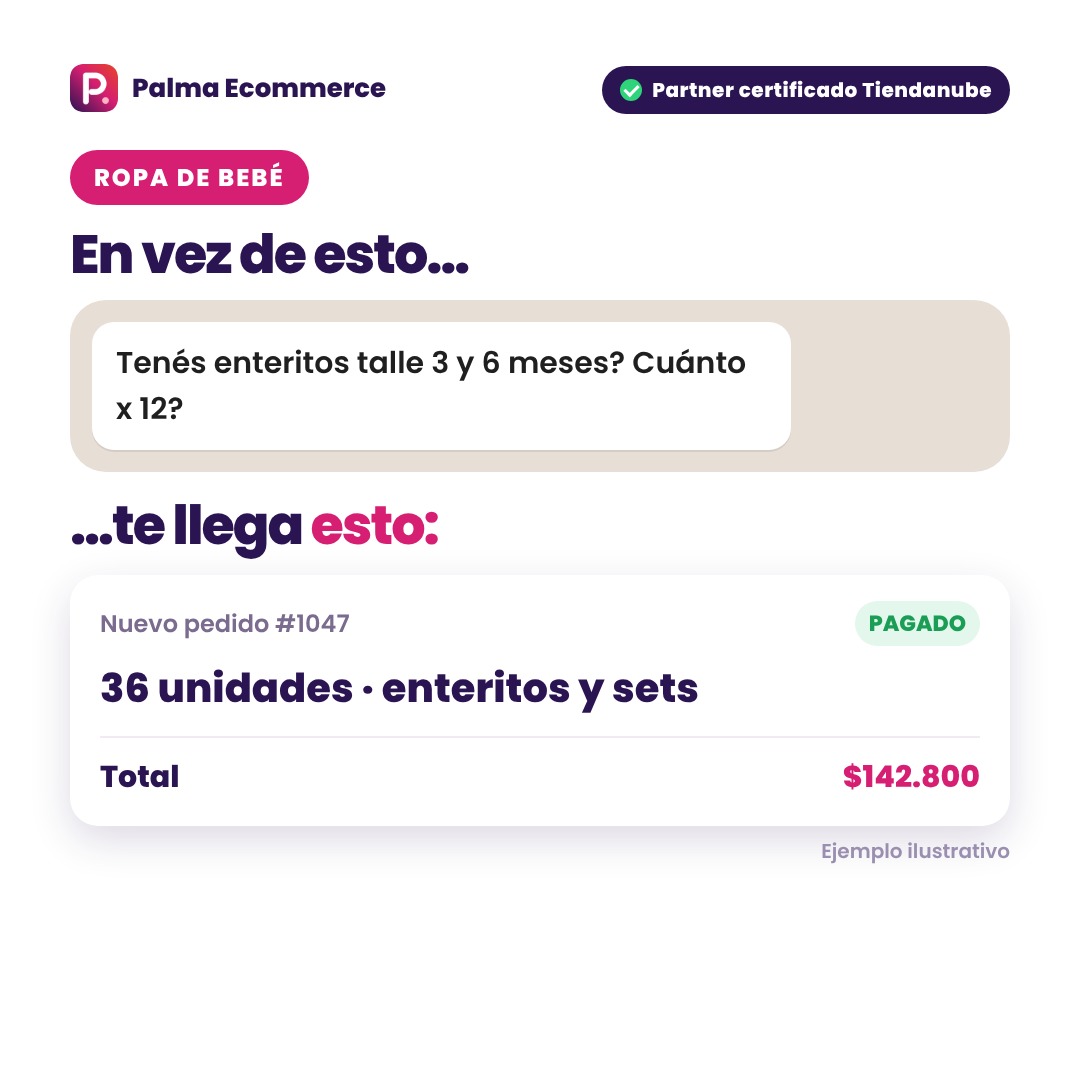 P.
Palma Ecommerce
Partner certificado Tiendanube
ROPA DE BEBÉ
En vez de esto...
Tenés enteritos talle 3 y 6 meses? Cuánto
x 12?
...te llega esto:
Nuevo pedido #1047
PAGADO
36 unidades · enteritos y sets
Total
$142.800
Ejemplo ilustrativo